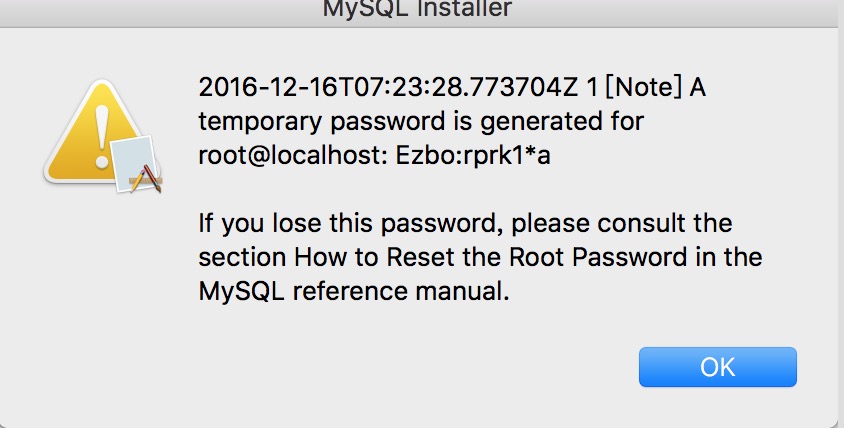 MySQL Installer
2016-12-16T07:23:28.773704Z 1 [Note] A
temporary password is generated for
root@localhost: Ezbo:rprk1*a
If you lose this password, please consult the
section How to Reset the Root Password in the
MySQL reference manual.
OK